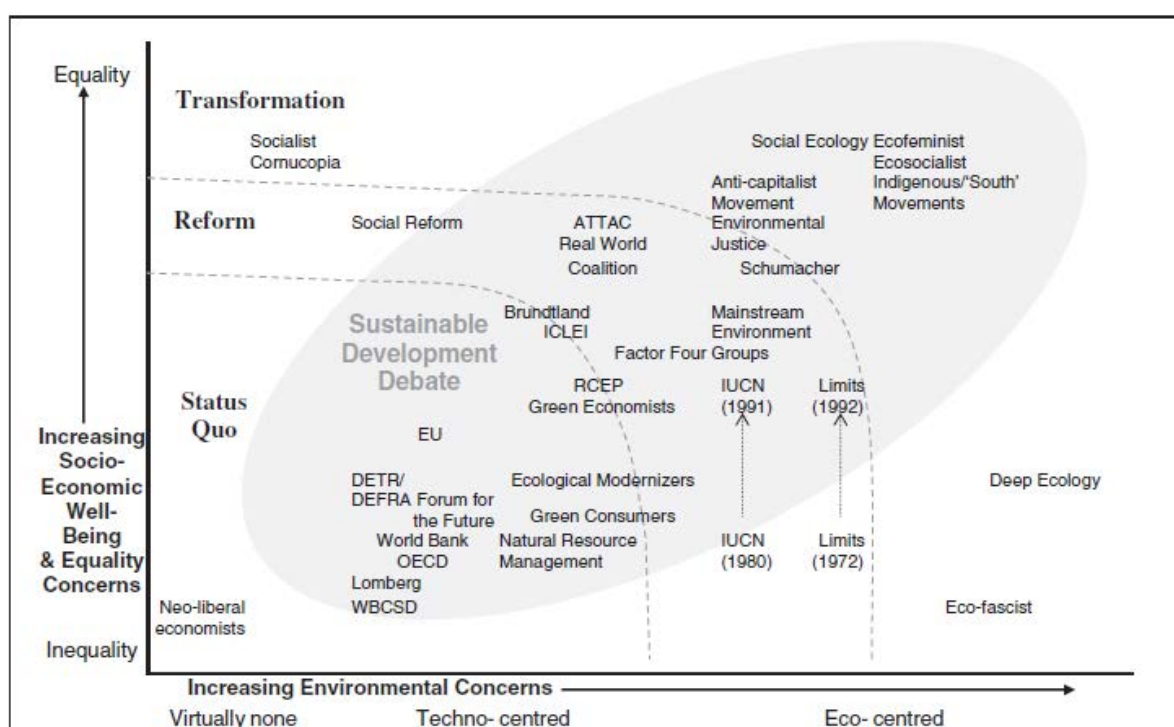 Equality
Transformation
Socialist
Cornucopia
Social Ecology Ecofeminist
Ecosocialist
Indigenous/'South'
Movements
Anti-capitalist
Movement
Environmental
Justice
Reform
Social Reform
ATTAC
Real World
Coalition
Schumacher
Sustainable
Development
Debate
Brundtland
ICLEI
Mainstream
Environment
Factor Four Groups
Status
Quo
RCEP
Green Economists
IUCN
(1991)
Limits
(1992)
EU
Increasing
Socio-
Economic
Well-
Being
& Equality
Concerns
DETR/
DEFRA Forum for
the Future
World Bank
OECD
Lomberg
WBCSD
Ecological Modernizers
Green Consumers
Natural Resource
Management
IUCN
(1980)
Limits
(1972)
Deep Ecology
Neo-liberal
economists
Eco-fascist
Inequality
Increasing Environmental Concerns
Virtually none
Techno- centred
Eco- centred